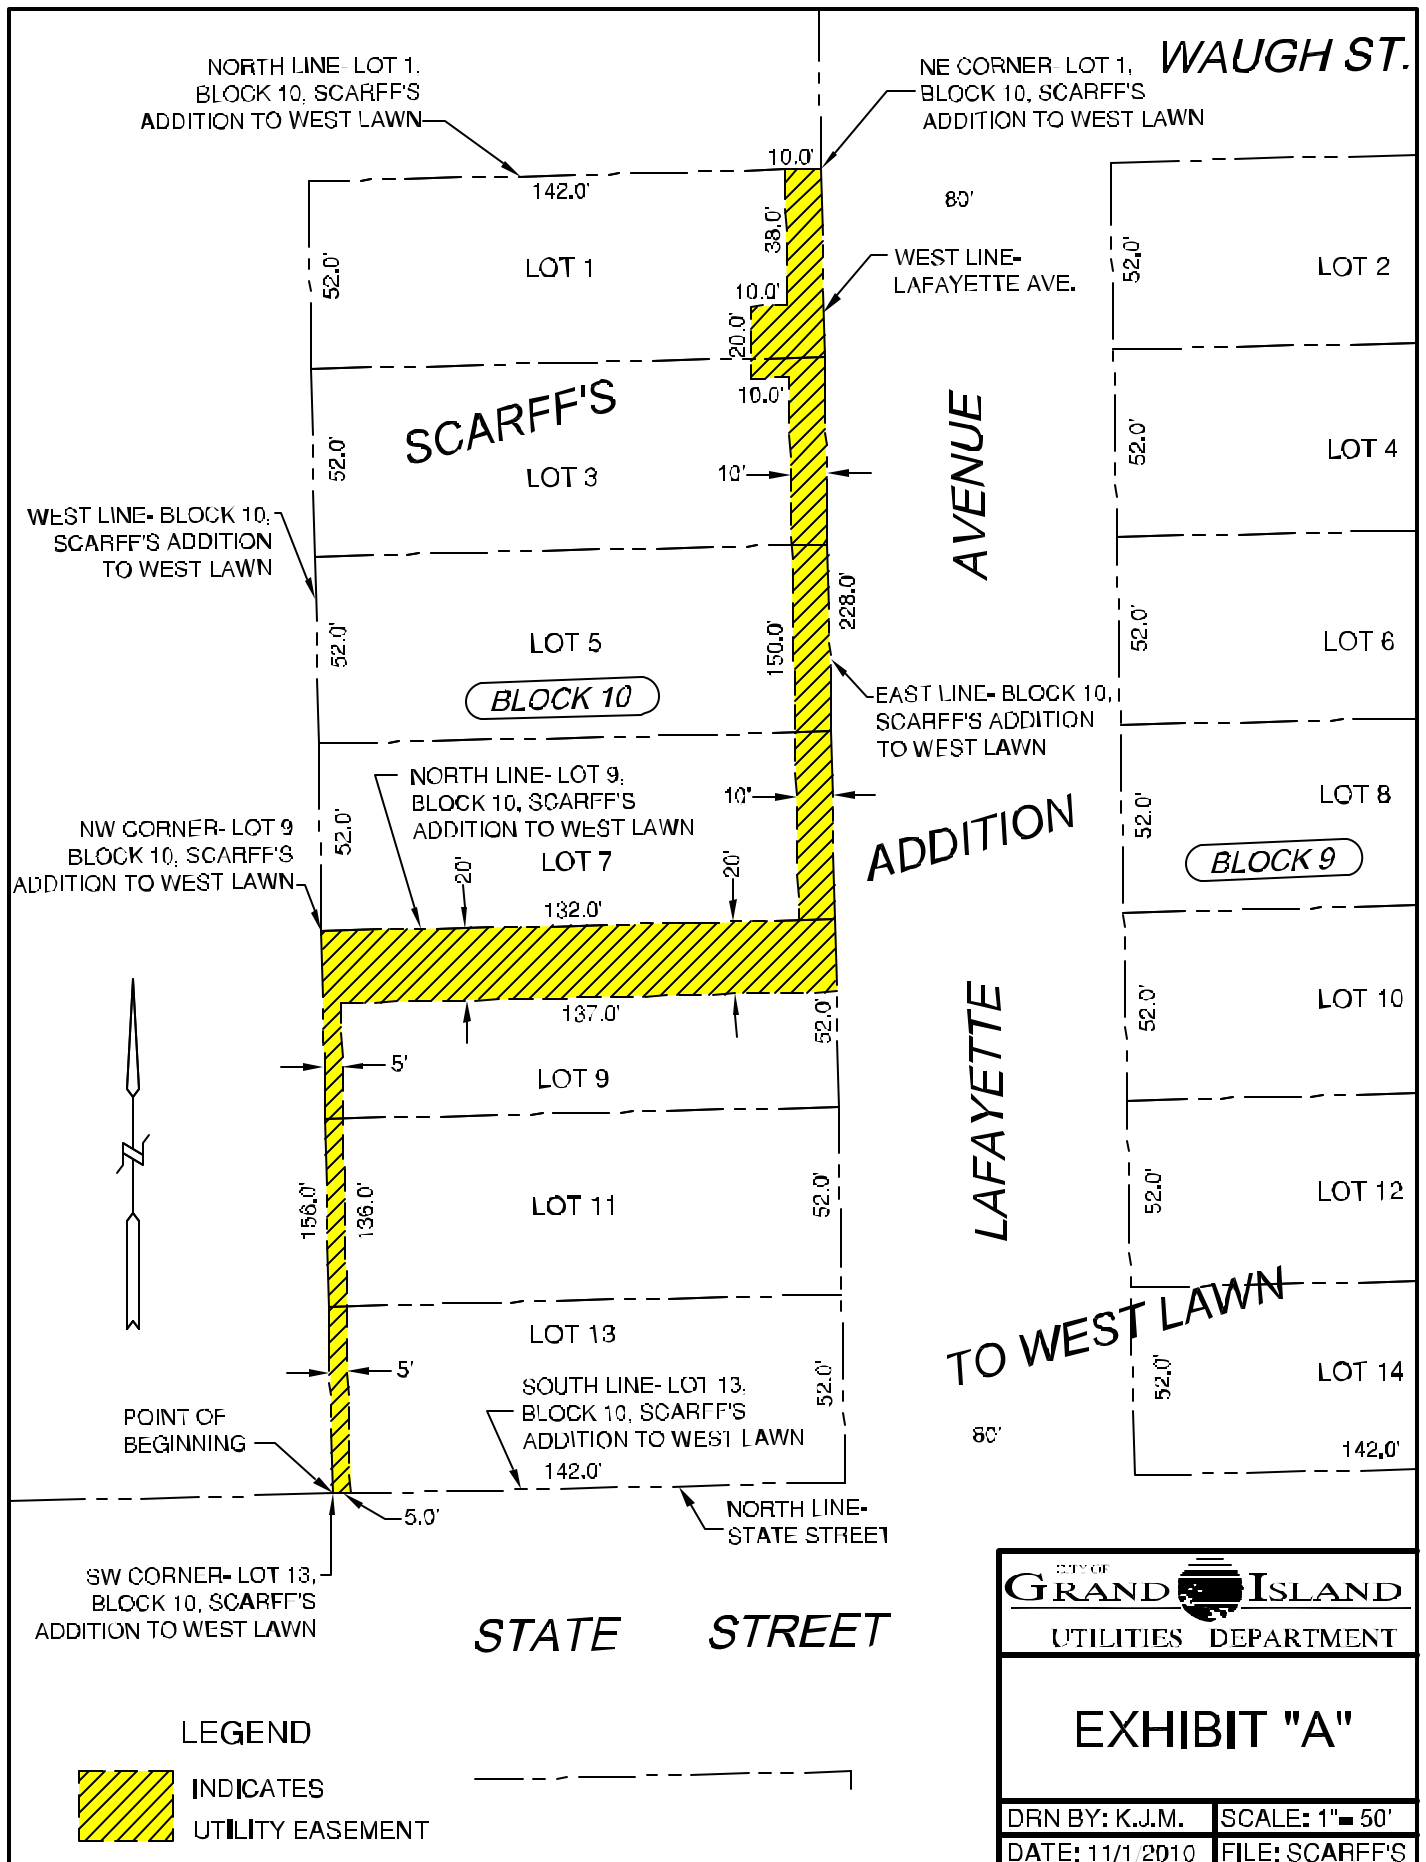 WAUGH ST.
NORTH LINE- LOT 1,
BLOCK 10, SCARFF'S
ADDITION TO WEST LAWN
NE CORNER- LOT 1,
BLOCK 10, SCARFF'S
ADDITION TO WEST LAWN
10.0'
142.0'
80'
38.0'
52.0'
LOT 1
WEST LINE-
LAFAYETTE AVE.
52.0'
LOT 2
10.0'
20.0'
10.0'
SCARFF'S
AVENUE
52.0'
LOT 3
10'
52.0'
LOT 4
WEST LINE- BLOCK 10,
SCARFF'S ADDITION
TO WEST LAWN
228.0'
52.0'
LOT 5
150.0'
52.0'
LOT 6
BLOCK 10
EAST LINE- BLOCK 10,
SCARFF'S ADDITION
TO WEST LAWN
NORTH LINE- LOT 9,
BLOCK 10, SCARFF'S
ADDITION TO WEST LAWN
10'
ADDITION
LOT 8
52.0'
52.0'
NW CORNER- LOT 9
BLOCK 10, SCARFF'S
ADDITION TO WEST LAWN
LOT 7
20'
20'
BLOCK 9
132.0'
137.0'
52.0'
LAFAYETTE
52.0'
LOT 10
5'
LOT 9
156.0'
136.0'
LOT 11
52.0'
52.0'
LOT 12
TO WEST LAWN
LOT 13
5'
52.0'
52.0'
LOT 14
SOUTH LINE- LOT 13,
BLOCK 10, SCARFF'S
ADDITION TO WEST LAWN
POINT OF
BEGINNING
80'
142.0'
142.0'
5.0'
NORTH LINE-
STATE STREET
SW CORNER- LOT 13,
BLOCK 10, SCARFF'S
ADDITION TO WEST LAWN
STATE STREET
CITY OF
GRAND ISLAND
UTILITIES DEPARTMENT
EXHIBIT "A"
LEGEND
INDICATES
UTILITY EASEMENT
DRN BY: K.J.M.
SCALE: 1"= 50'
DATE: 11/1/2010
FILE: SCARFF'S